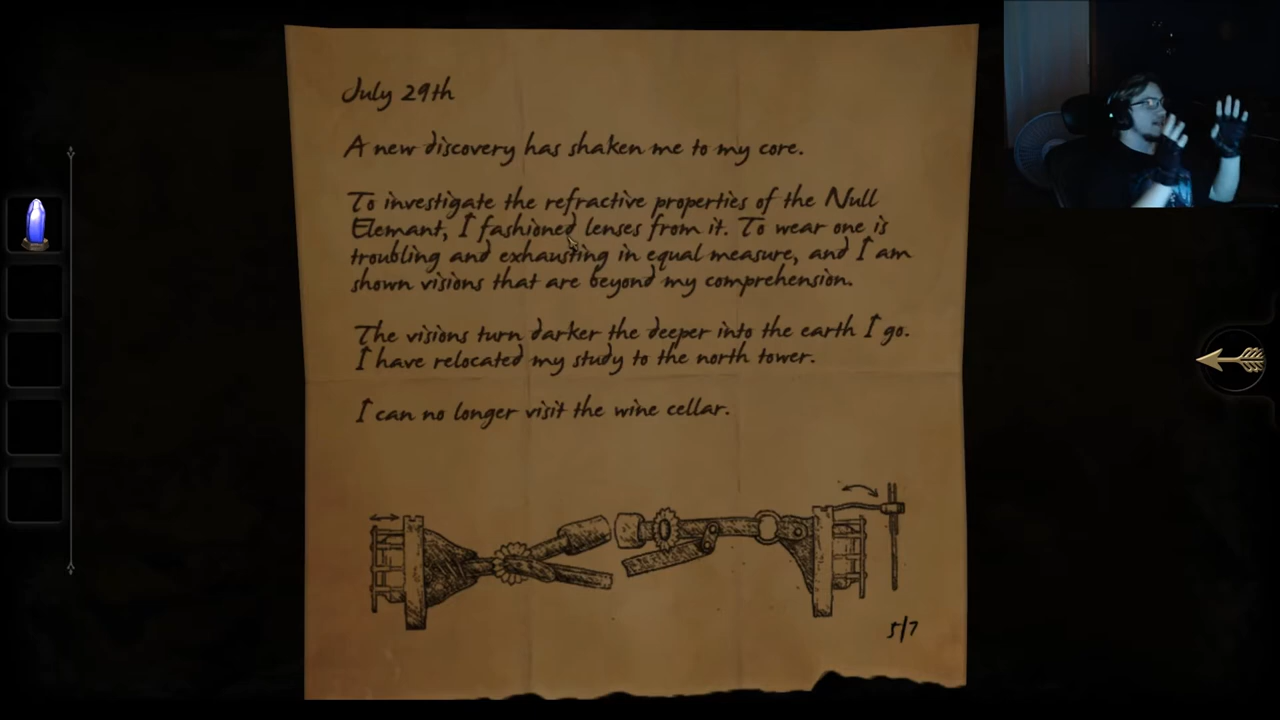 July 29th
A new discovery has shaken me to my core.
To investigate the refractive properties of the Null
Elemant, I fashioned lenses from it. To wear one is
troubling and exhausting in equal measure, and I am
shown visions that are beyond my comprehension.
The visions turn darker the deeper into the earth I go.
I have relocated my study to the north tower.
I can no longer visit the wine cellar.
5/7